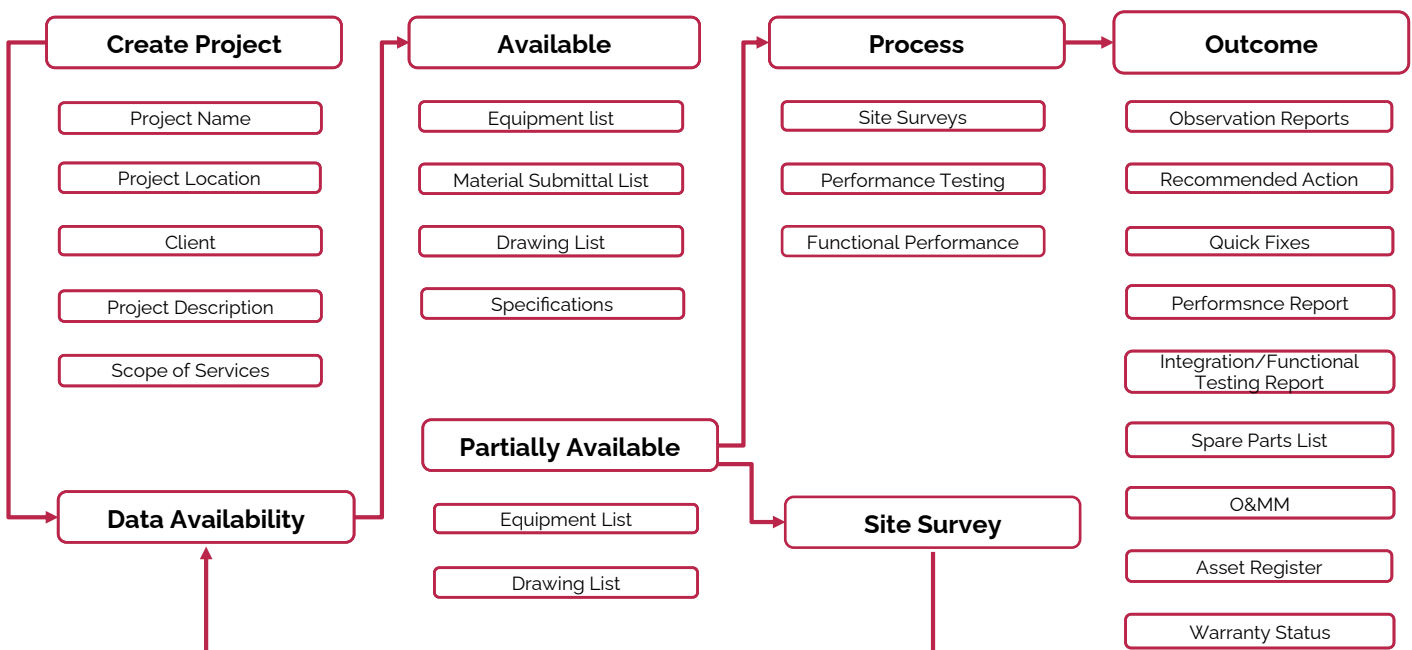 Create Project
Project Name
Project Location
Client
Project Description
Scope of Services
Data Availability
Available
Equipment list
Material Submittal List
Drawing List
Specifications
Partially Available
Equipment List
Drawing List
Process
Site Surveys
Performance Testing
Functional Performance
Site Survey
Outcome
Observation Reports
Recommended Action
Quick Fixes
Performsnce Report
Integration/Functional
Testing Report
Spare Parts List
O&MM
Asset Register
Warranty Status